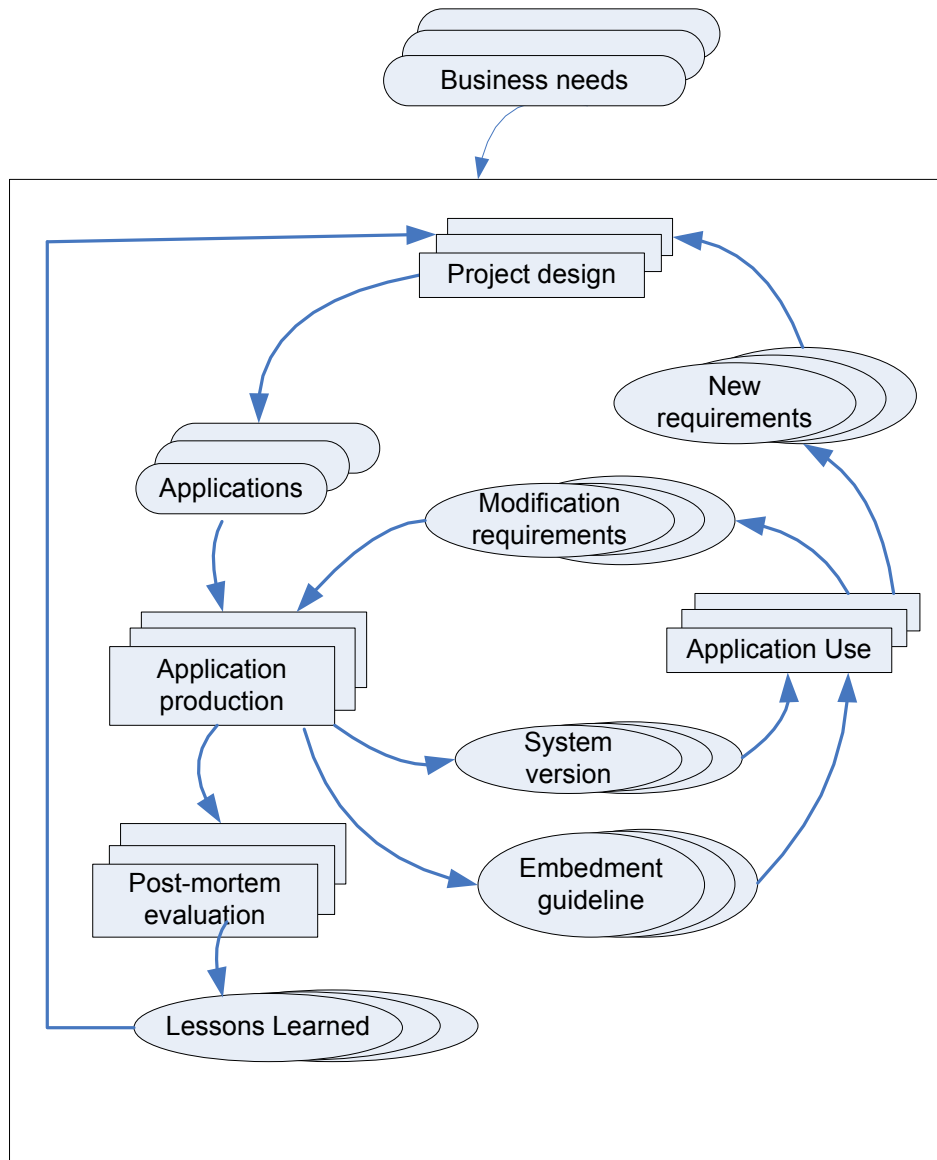 Business needs
Project design
New
requirements
Applications
Modification
requirements
Application
production
Application Use
System
version
Post-mortem
evaluation
Embedment
guideline
Lessons Learned